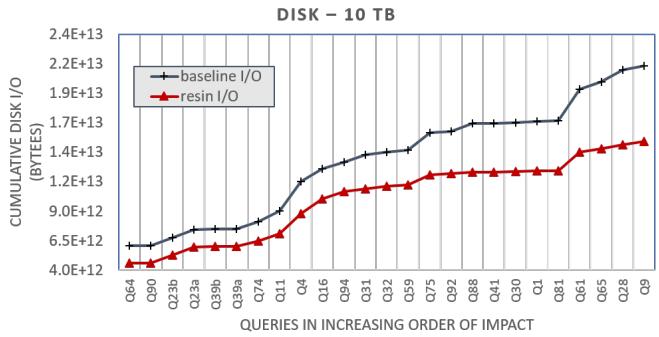 DISK – 10 TB
CUMULATIVE DISK I/O
(BYTEES)
2.4E+13
2.2E+13
1.9E+13
1.7E+13
1.4E+13
1.2E+13
9.0E+12
6.5E+12
4.0E+12
baseline I/O
resin I/O
Q64
Q90
Q23b
Q23a
Q39b
Q39a
Q74
Q11
Q4
Q16
Q94
Q31
Q32
Q59
Q75
Q92
Q88
Q41
Q30
Q1
Q81
Q61
Q65
Q28
Q9
QUERIES IN INCREASING ORDER OF IMPACT